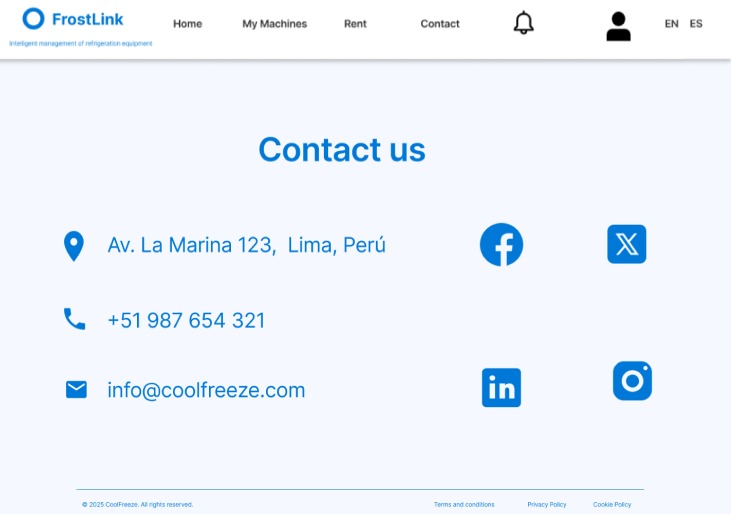 FrostLink
Home My Machines Rent Contact EN ES
Intelligent management of refrigeration equipment
Contact us
Av. La Marina 123, Lima, Perú
+51 987 654 321
info@coolfreeze.com
in
© 2025 CoolFreeze. All rights reserved. Terms and conditions Privacy Policy Cookie Policy